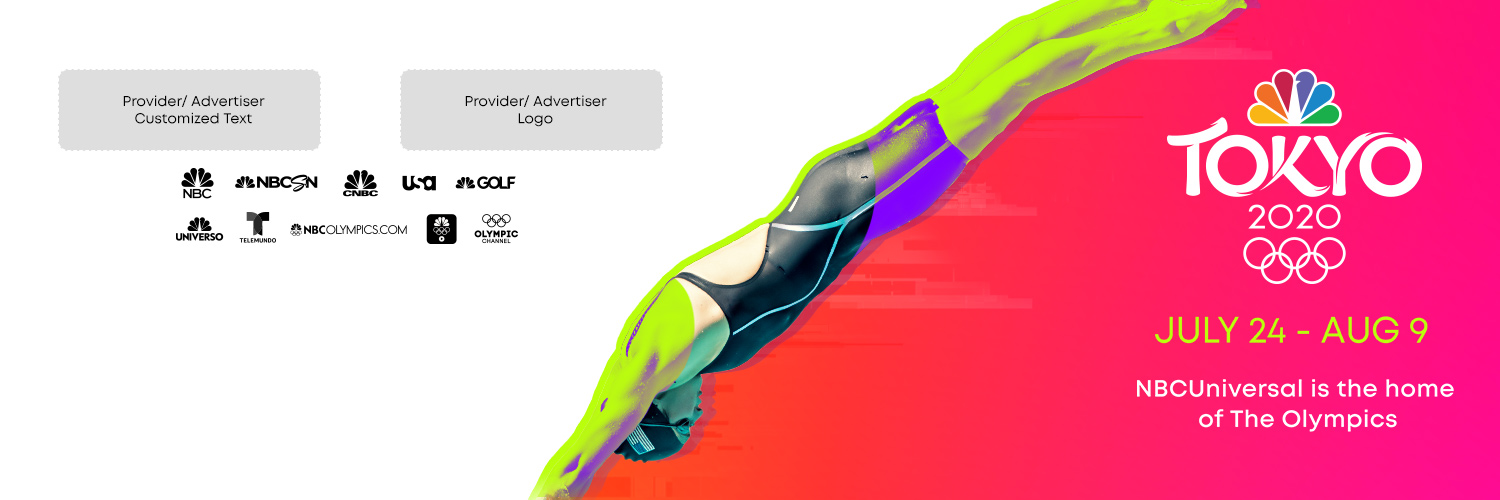 Provider/ Advertiser
Customized Text
Provider/ Advertiser
Logo
NBC
NBCSN
CNBC
USA
GOLF
UNIVERSO
TELEMUNDO
NBCOLYMPICS.COM
OLYMPIC
CHANNEL
TOKYO
2020
JULY 24 - AUG 9
NBCUniversal is the home
of The Olympics